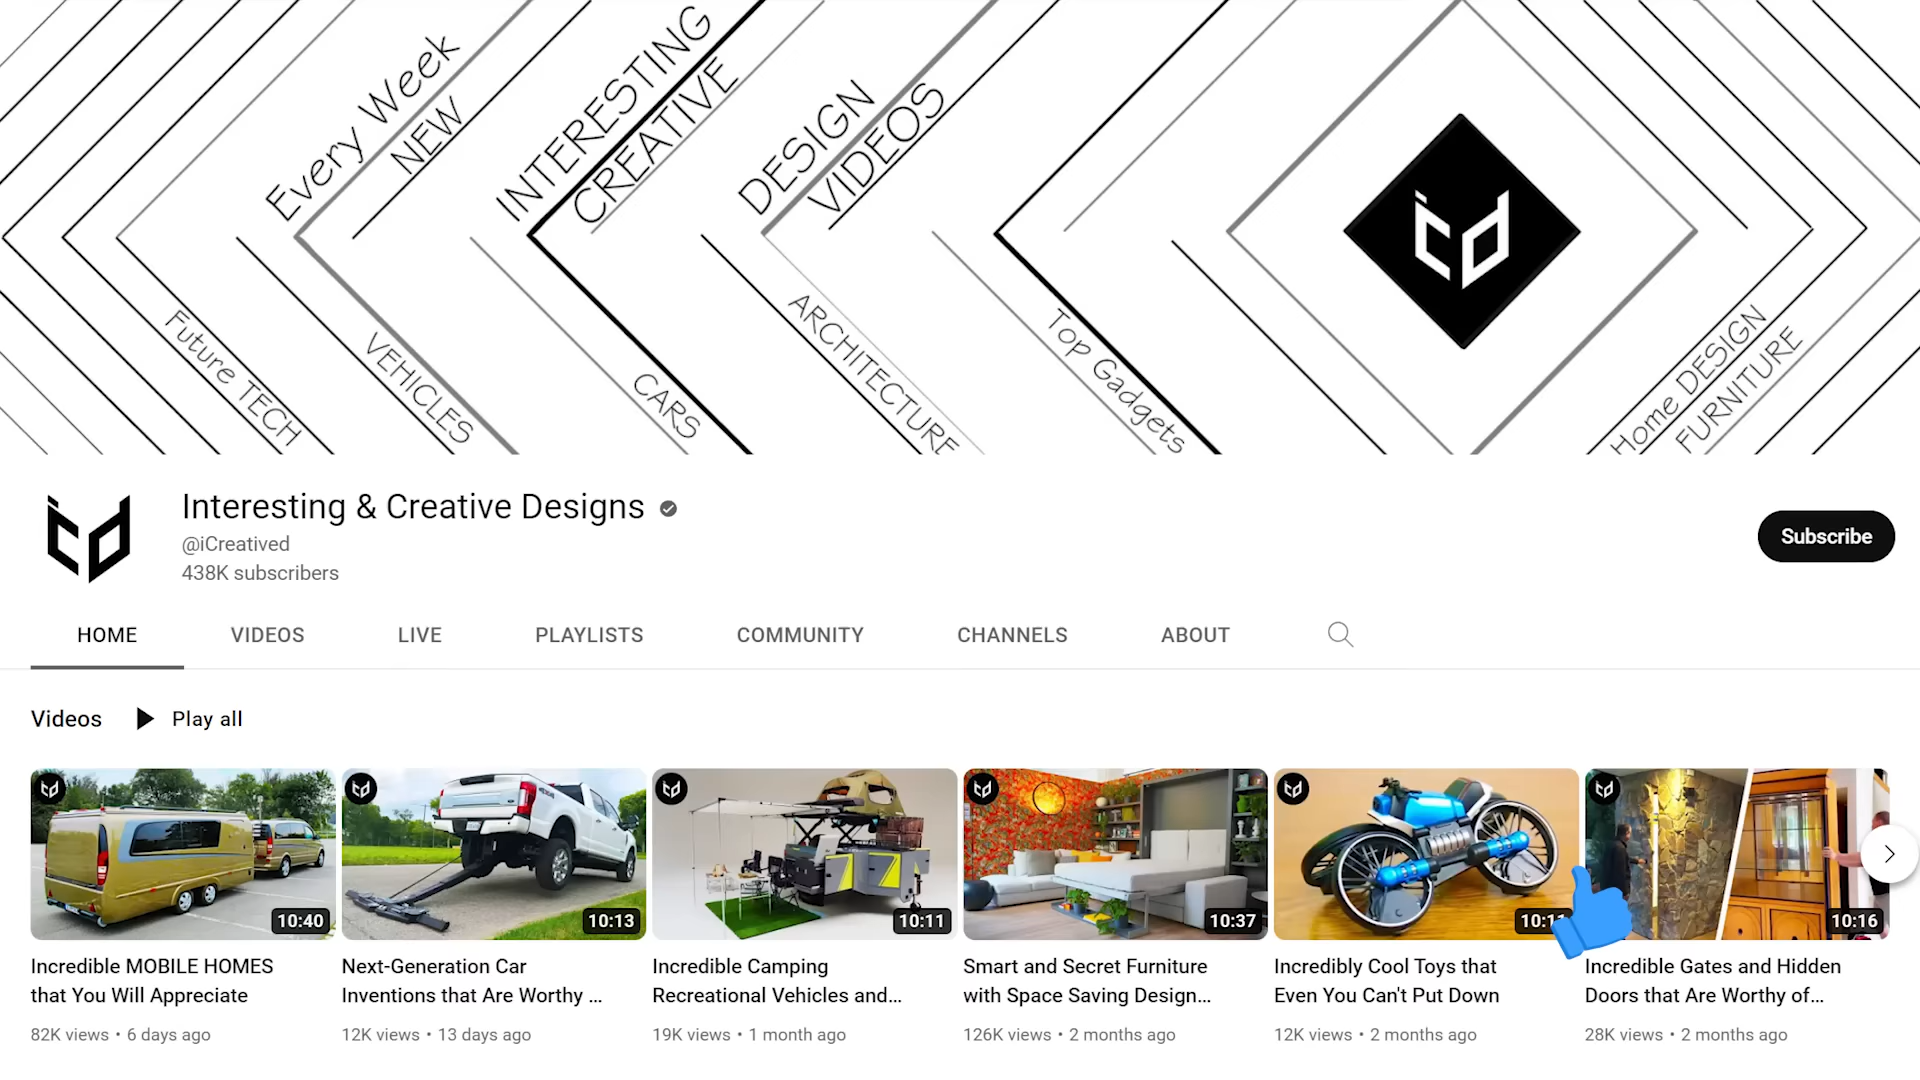 Every Week
NEW
INTERESTING
CREATIVE
DESIGN
VIDEOS
Future TECH
VEHICLES
CARS
ARCHITECTURE
Top Gadgets
Home DESIGN
FURNITURE
icd
icd
Interesting & Creative Designs
@iCreatived
438K subscribers
Subscribe
HOME VIDEOS LIVE PLAYLISTS COMMUNITY CHANNELS ABOUT
Videos Play all
10:40 10:13 10:11 10:37 10:11 10:16
Incredible MOBILE HOMES
that You Will Appreciate
82K views • 6 days ago
Next-Generation Car
Inventions that Are Worthy ...
12K views • 13 days ago
Incredible Camping
Recreational Vehicles and...
19K views • 1 month ago
Smart and Secret Furniture
with Space Saving Design...
126K views • 2 months ago
Incredibly Cool Toys that
Even You Can't Put Down
12K views • 2 months ago
Incredible Gates and Hidden
Doors that Are Worthy of...
28K views • 2 months ago